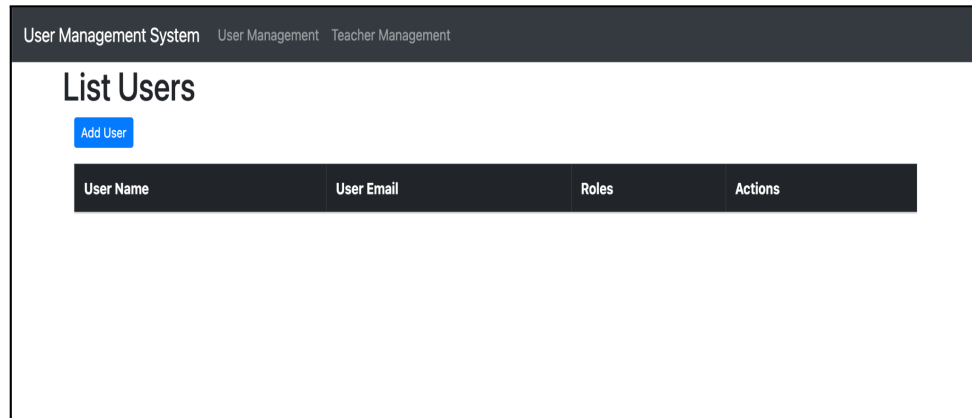 User Management System User Management Teacher Management
List Users
Add User
User Name User Email Roles Actions